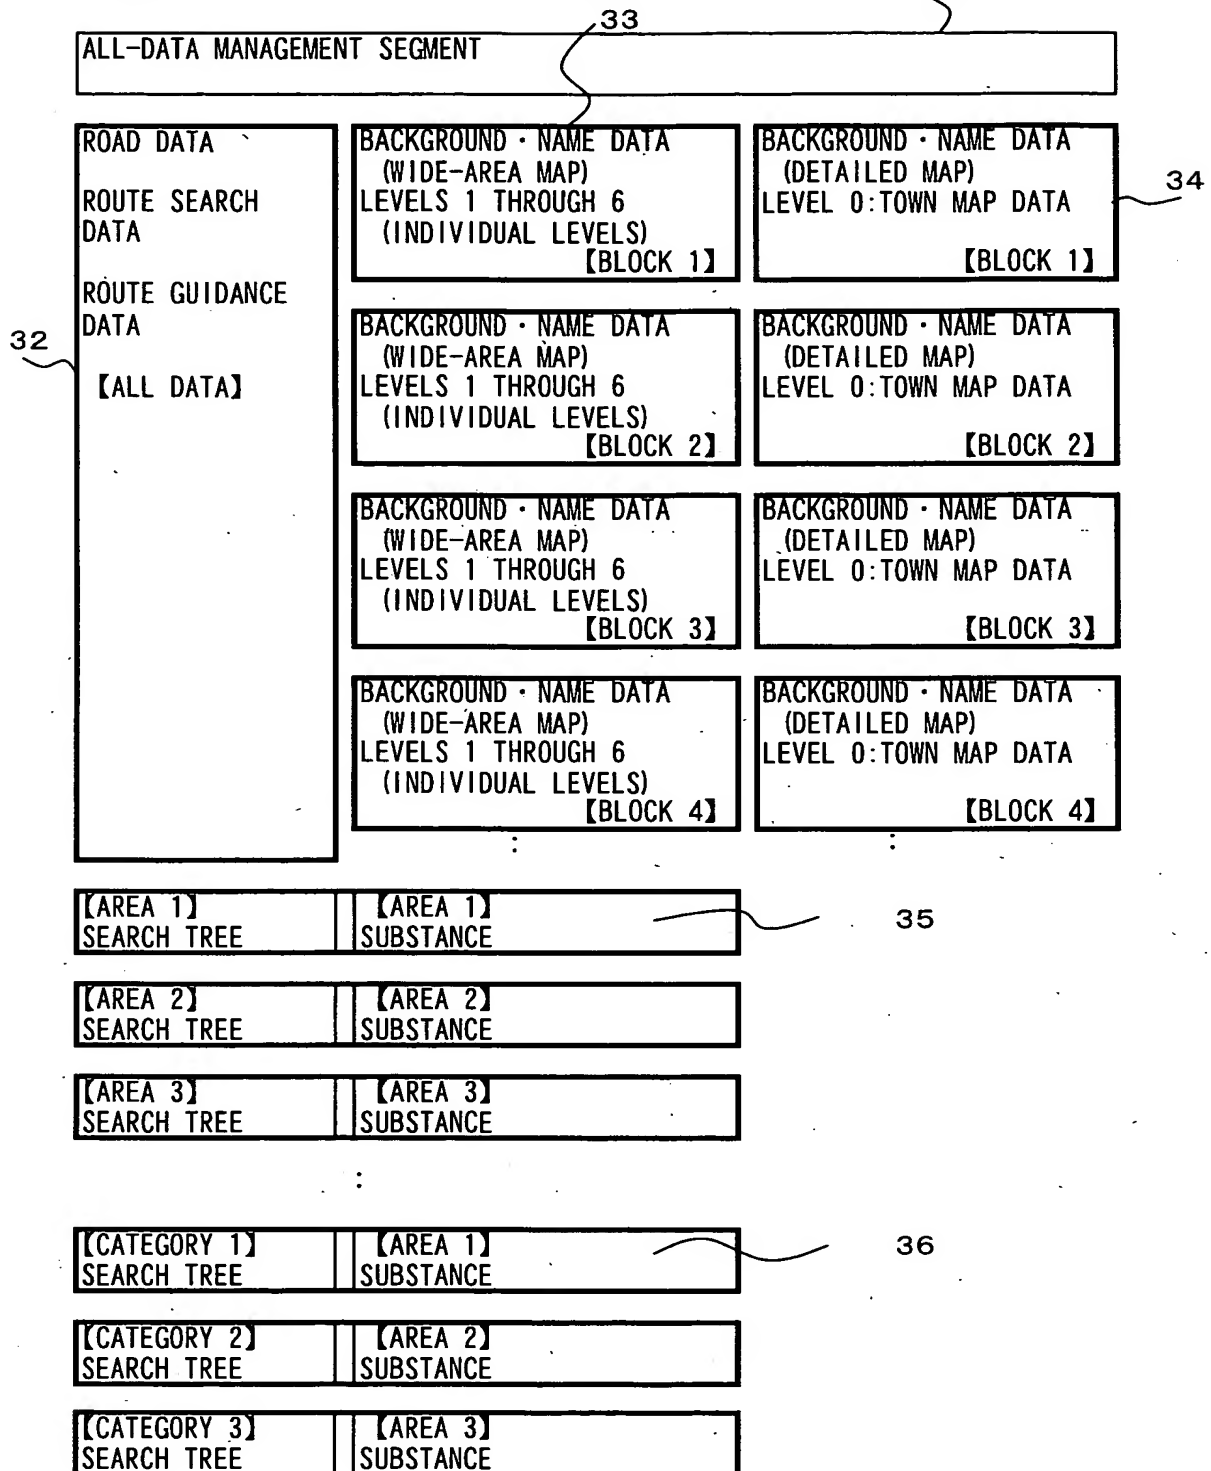 33
ALL-DATA MANAGEMENT SEGMENT
ROAD DATA
ROUTE SEARCH
DATA
ROUTE GUIDANCE
DATA
【ALL DATA】
32
BACKGROUND・NAME DATA
(WIDE-AREA MAP)
LEVELS 1 THROUGH 6
(INDIVIDUAL LEVELS)
【BLOCK 1】
BACKGROUND・NAME DATA
(DETAILED MAP)
LEVEL 0:TOWN MAP DATA
【BLOCK 1】
34
BACKGROUND・NAME DATA
(WIDE-AREA MAP)
LEVELS 1 THROUGH 6
(INDIVIDUAL LEVELS)
【BLOCK 2】
BACKGROUND・NAME DATA
(DETAILED MAP)
LEVEL 0:TOWN MAP DATA
【BLOCK 2】
BACKGROUND・NAME DATA
(WIDE-AREA MAP)
LEVELS 1 THROUGH 6
(INDIVIDUAL LEVELS)
【BLOCK 3】
BACKGROUND・NAME DATA
(DETAILED MAP)
LEVEL 0:TOWN MAP DATA
【BLOCK 3】
BACKGROUND・NAME DATA
(WIDE-AREA MAP)
LEVELS 1 THROUGH 6
(INDIVIDUAL LEVELS)
【BLOCK 4】
BACKGROUND・NAME DATA
(DETAILED MAP)
LEVEL 0:TOWN MAP DATA
【BLOCK 4】
:
:
【AREA 1】
SEARCH TREE
【AREA 1】
SUBSTANCE
35
【AREA 2】
SEARCH TREE
【AREA 2】
SUBSTANCE
【AREA 3】
SEARCH TREE
【AREA 3】
SUBSTANCE
:
【CATEGORY 1】
SEARCH TREE
【AREA 1】
SUBSTANCE
36
【CATEGORY 2】
SEARCH TREE
【AREA 2】
SUBSTANCE
【CATEGORY 3】
SEARCH TREE
【AREA 3】
SUBSTANCE